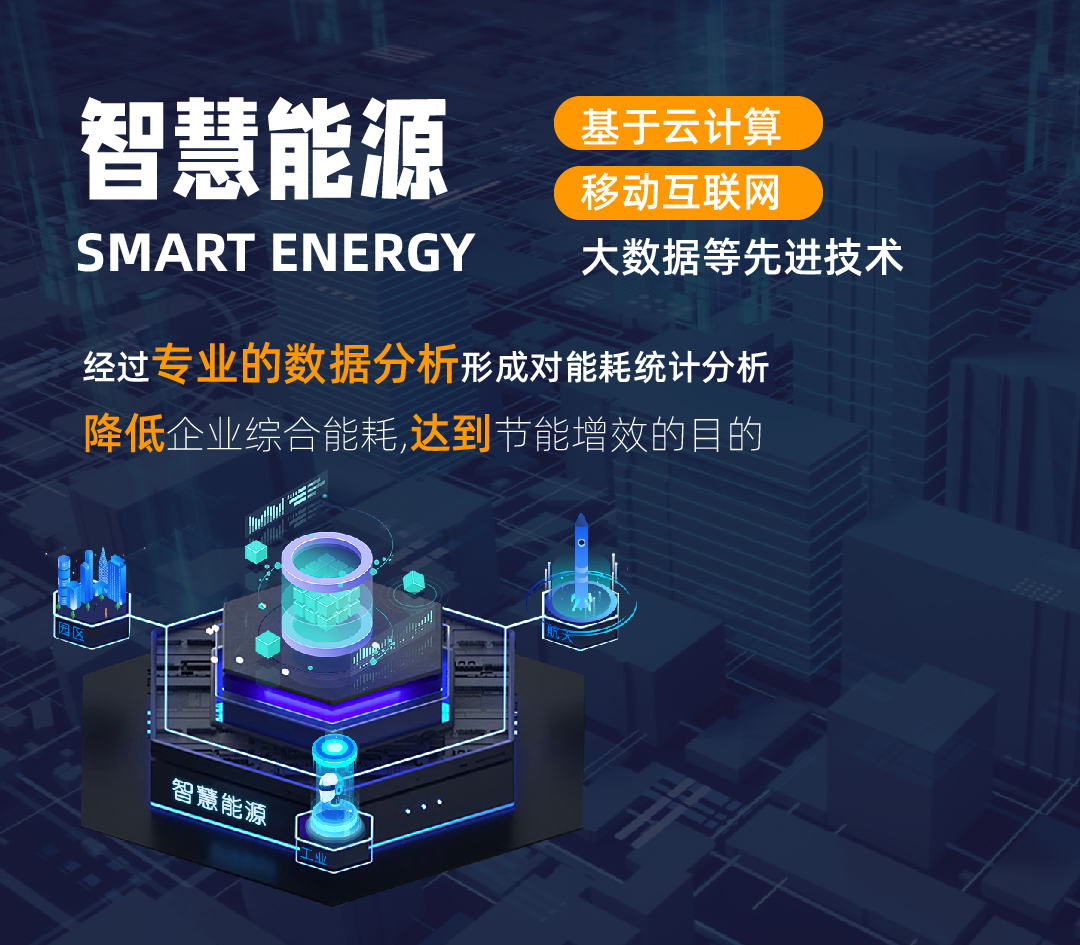 智慧能源
SMART ENERGY
基于云计算
移动互联网
大数据等先进技术
经过专业的数据分析形成对能耗统计分析
降低企业综合能耗,达到节能增效的目的
园区
航天
智慧能源
工业